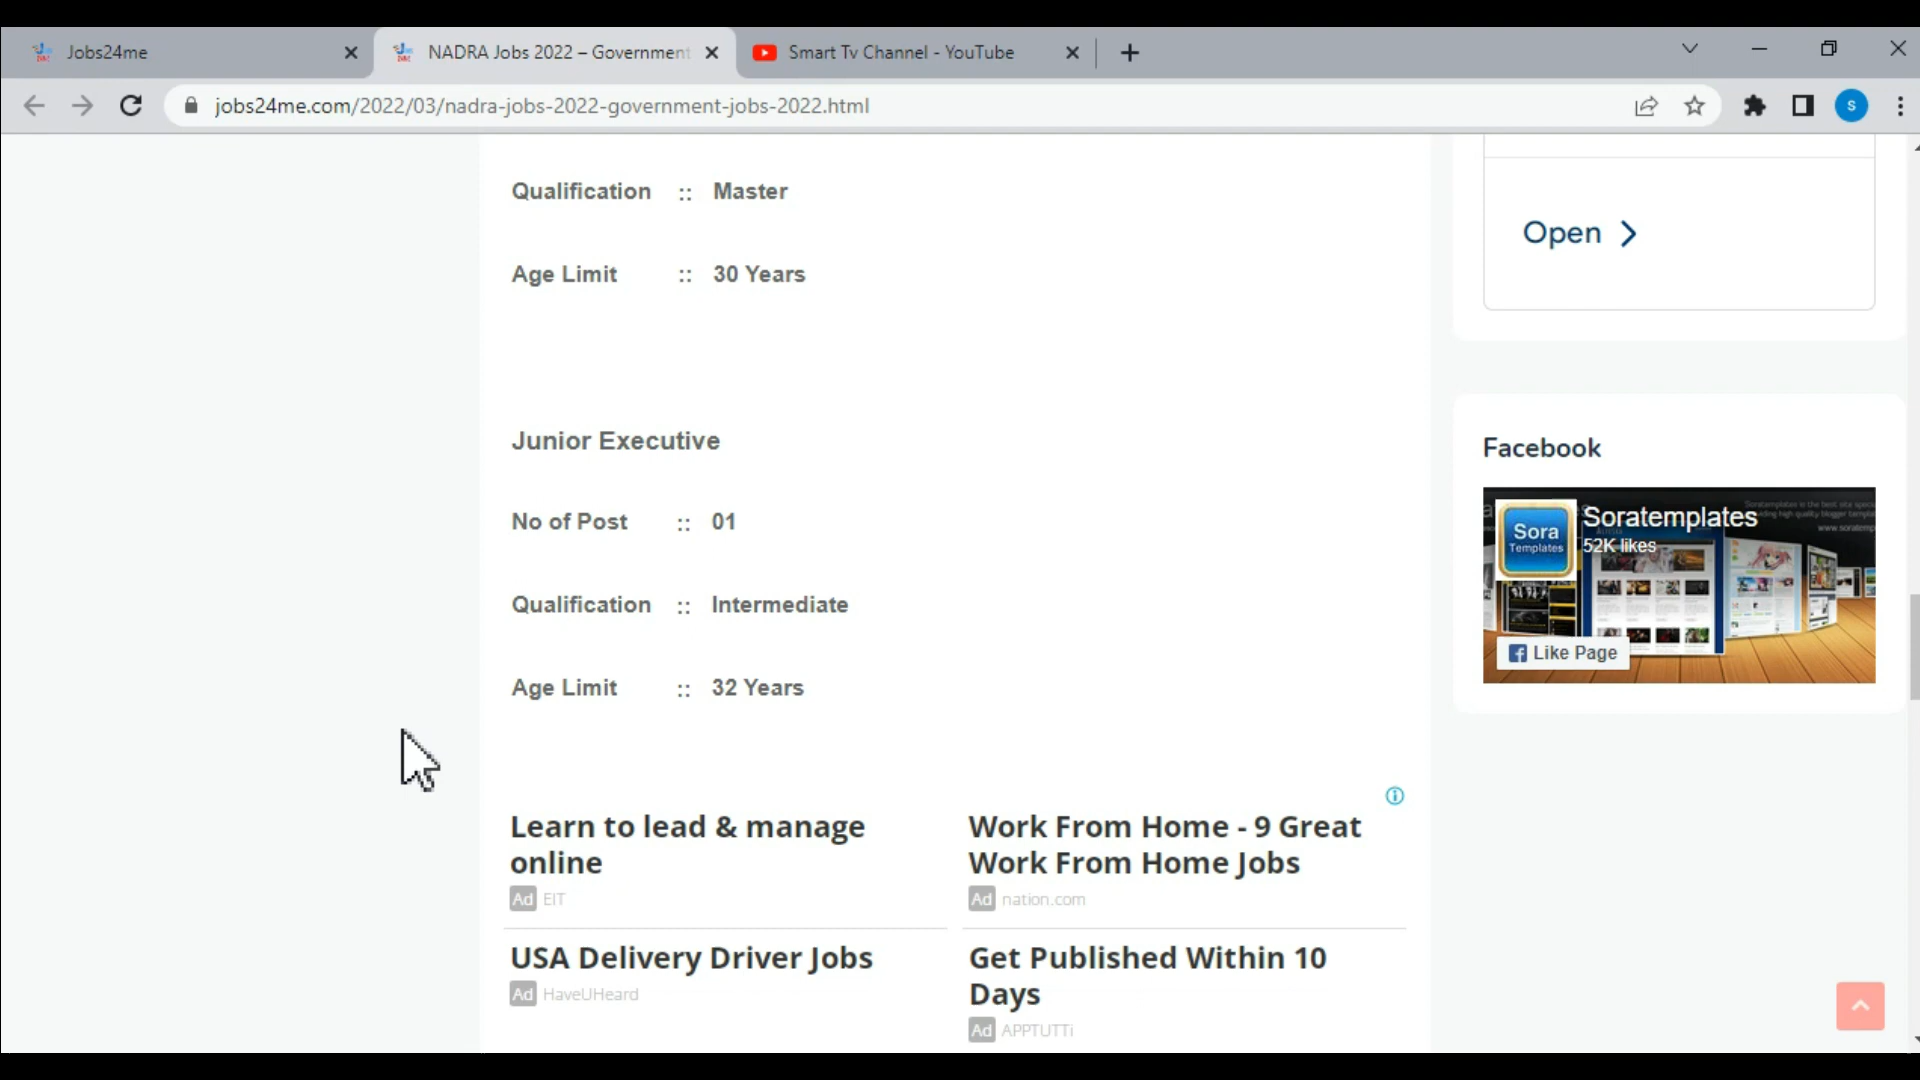 Jobs24me
NADRA Jobs 2022 – Government
Smart Tv Channel - YouTube
jobs24me.com/2022/03/nadra-jobs-2022-government-jobs-2022.html
S
Qualification :: Master
Age Limit :: 30 Years
Junior Executive
No of Post :: 01
Qualification :: Intermediate
Age Limit :: 32 Years
Learn to lead & manage
online
Ad EIT
Work From Home - 9 Great
Work From Home Jobs
Ad nation.com
USA Delivery Driver Jobs
Ad HaveUHeard
Get Published Within 10
Days
Ad APPTUTTi
Open
Facebook
Sora
Templates
Soratemplates
52K likes
Like Page